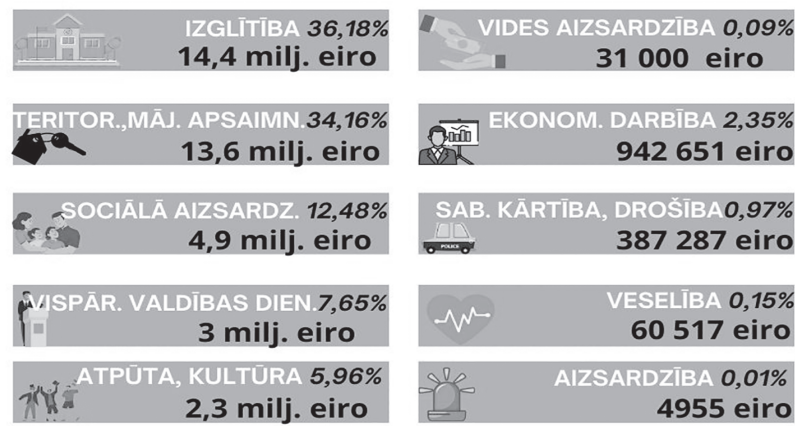 IZGLĪTĪBA 36,18%
14,4 milj. eiro
TERITOR.,MĀJ. APSAIMN.34,16%
13,6 milj. eiro
SOCIĀLĀ AIZSARDZ. 12,48%
4,9 milj. eiro
VISPĀR. VALDĪBAS DIEN.7,65%
3 milj. eiro
ATPŪTA, KULTŪRA 5,96%
2,3 milj. eiro
VIDES AIZSARDZĪBA 0,09%
31 000 eiro
EKONOM. DARBĪBA 2,35%
942 651 eiro
SAB. KĀRTĪBA, DROŠĪBA0,97%
POLICE
387 287 eiro
VESELĪBA 0,15%
60 517 eiro
AIZSARDZĪBA 0,01%
4955 eiro